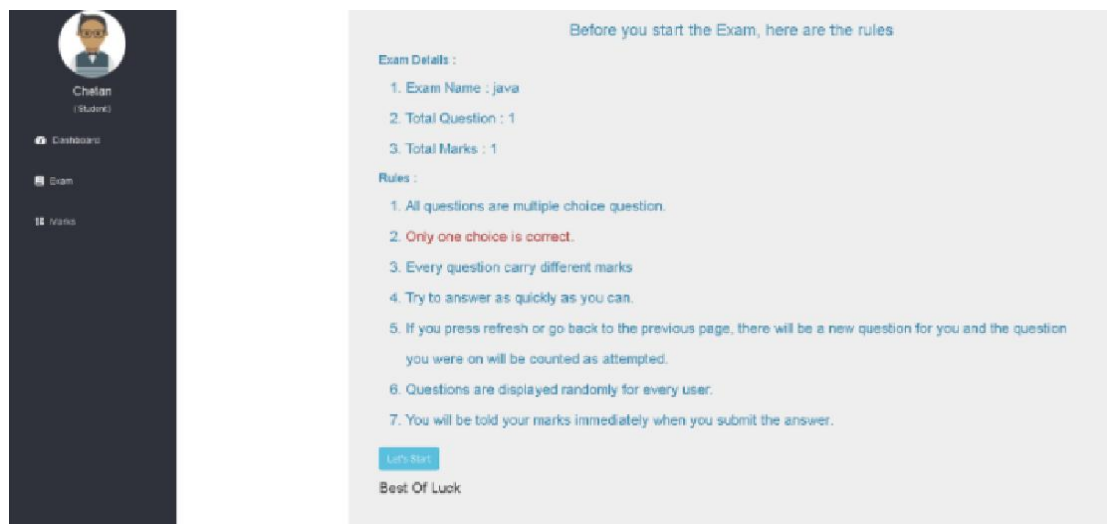 Chetan
(Student)
Dashboard
Exam
Marks
Before you start the Exam, here are the rules
Exam Details :
1. Exam Name : java
2. Total Question : 1
3. Total Marks : 1
Rules :
1. All questions are multiple choice question.
2. Only one choice is correct.
3. Every question carry different marks
4. Try to answer as quickly as you can.
5. If you press refresh or go back to the previous page, there will be a new question for you and the question
you were on will be counted as attempted.
6. Questions are displayed randomly for every user.
7. You will be told your marks immediately when you submit the answer.
Let's Start
Best Of Luck